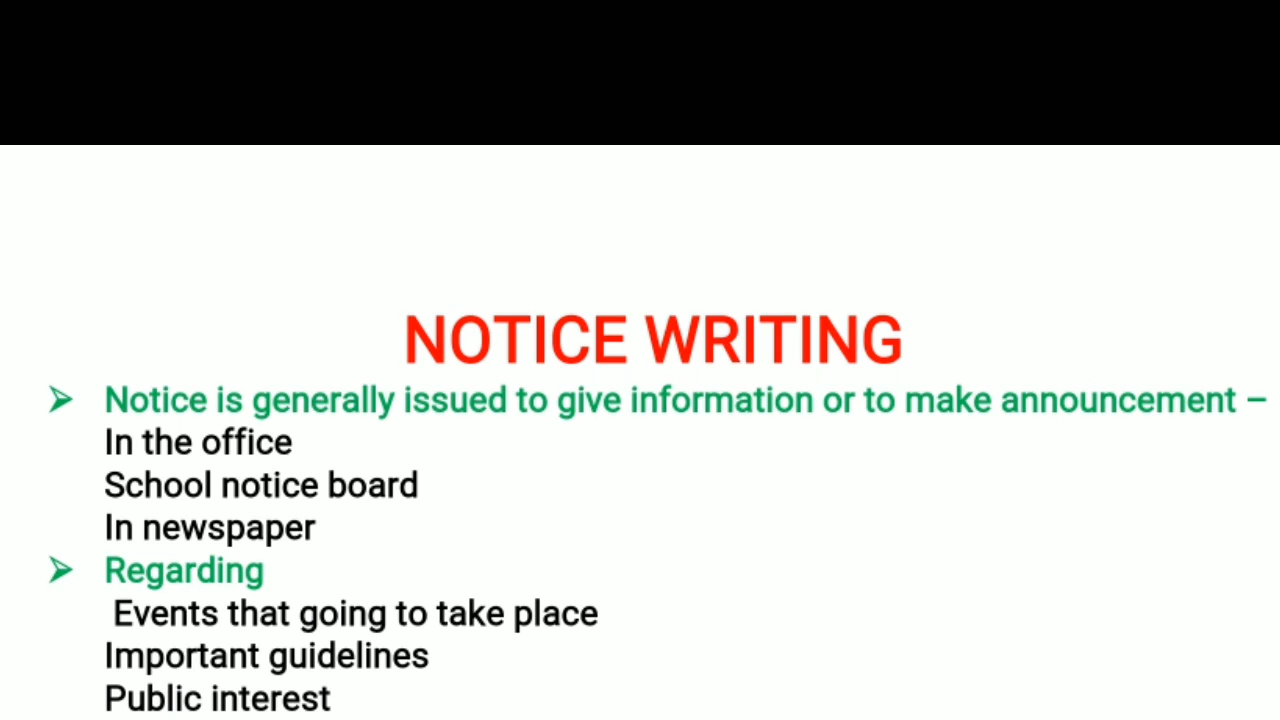 NOTICE WRITING
➢ Notice is generally issued to give information or to make announcement –
In the office
School notice board
In newspaper
➢ Regarding
Events that going to take place
Important guidelines
Public interest